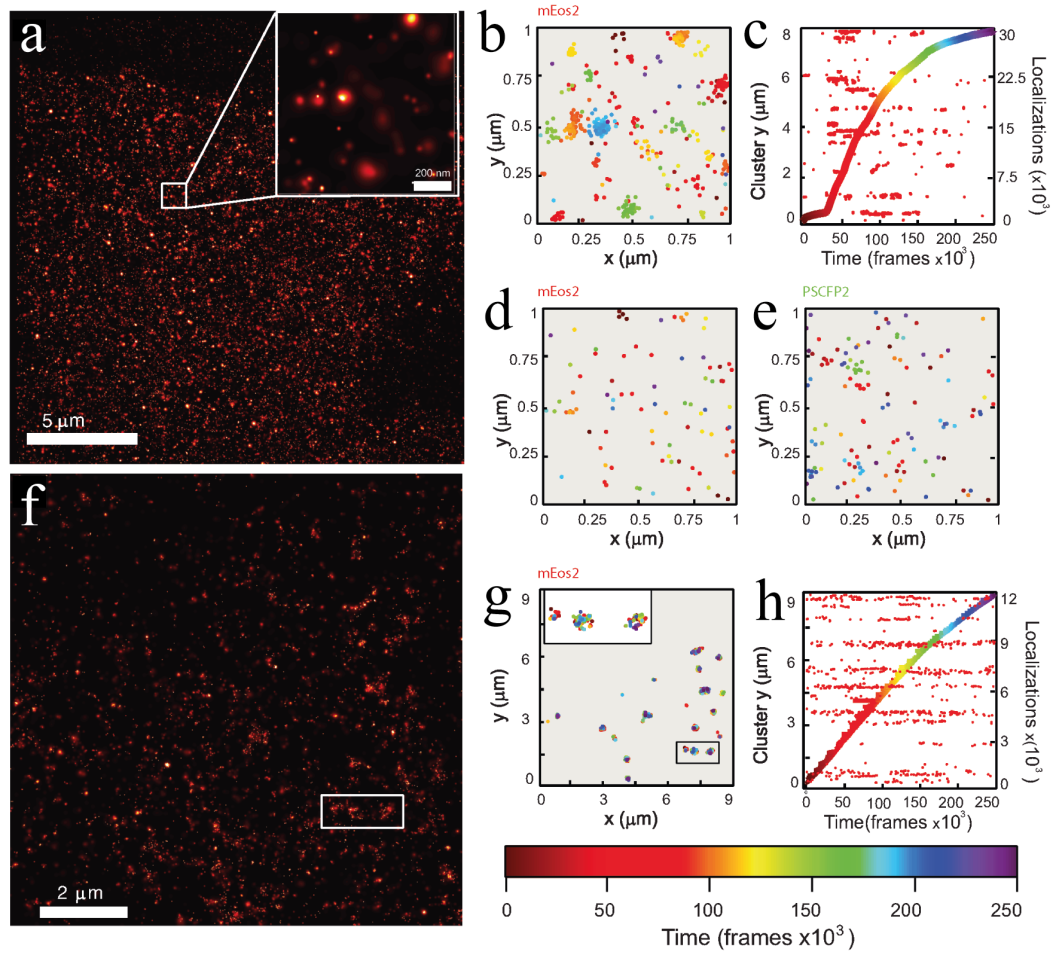 a
200 nm
5 µm
b
mEos2
1
0.75
0.5
0.25
0
0
0.25
0.5
0.75
1
y (µm)
x (µm)
c
8
6
4
2
0
30
22.5
15
7.5
0
50
100
150
200
250
Cluster y (µm)
Localizations (x10³)
Time (frames x10³)
d
mEos2
1
0.75
0.5
0.25
0
0
0.25
0.5
0.75
1
y (µm)
x (µm)
e
PSCFP2
1
0.75
0.5
0.25
0
0
0.25
0.5
0.75
1
y (µm)
x (µm)
f
2 µm
g
mEos2
9
6
3
0
0
3
6
9
y (µm)
x (µm)
h
9
6
3
0
12
9
6
3
0
0
50
100
150
200
250
Cluster y (µm)
Localizations x(10³)
Time(frames x10³)
0
50
100
150
200
250
Time (frames x10³)